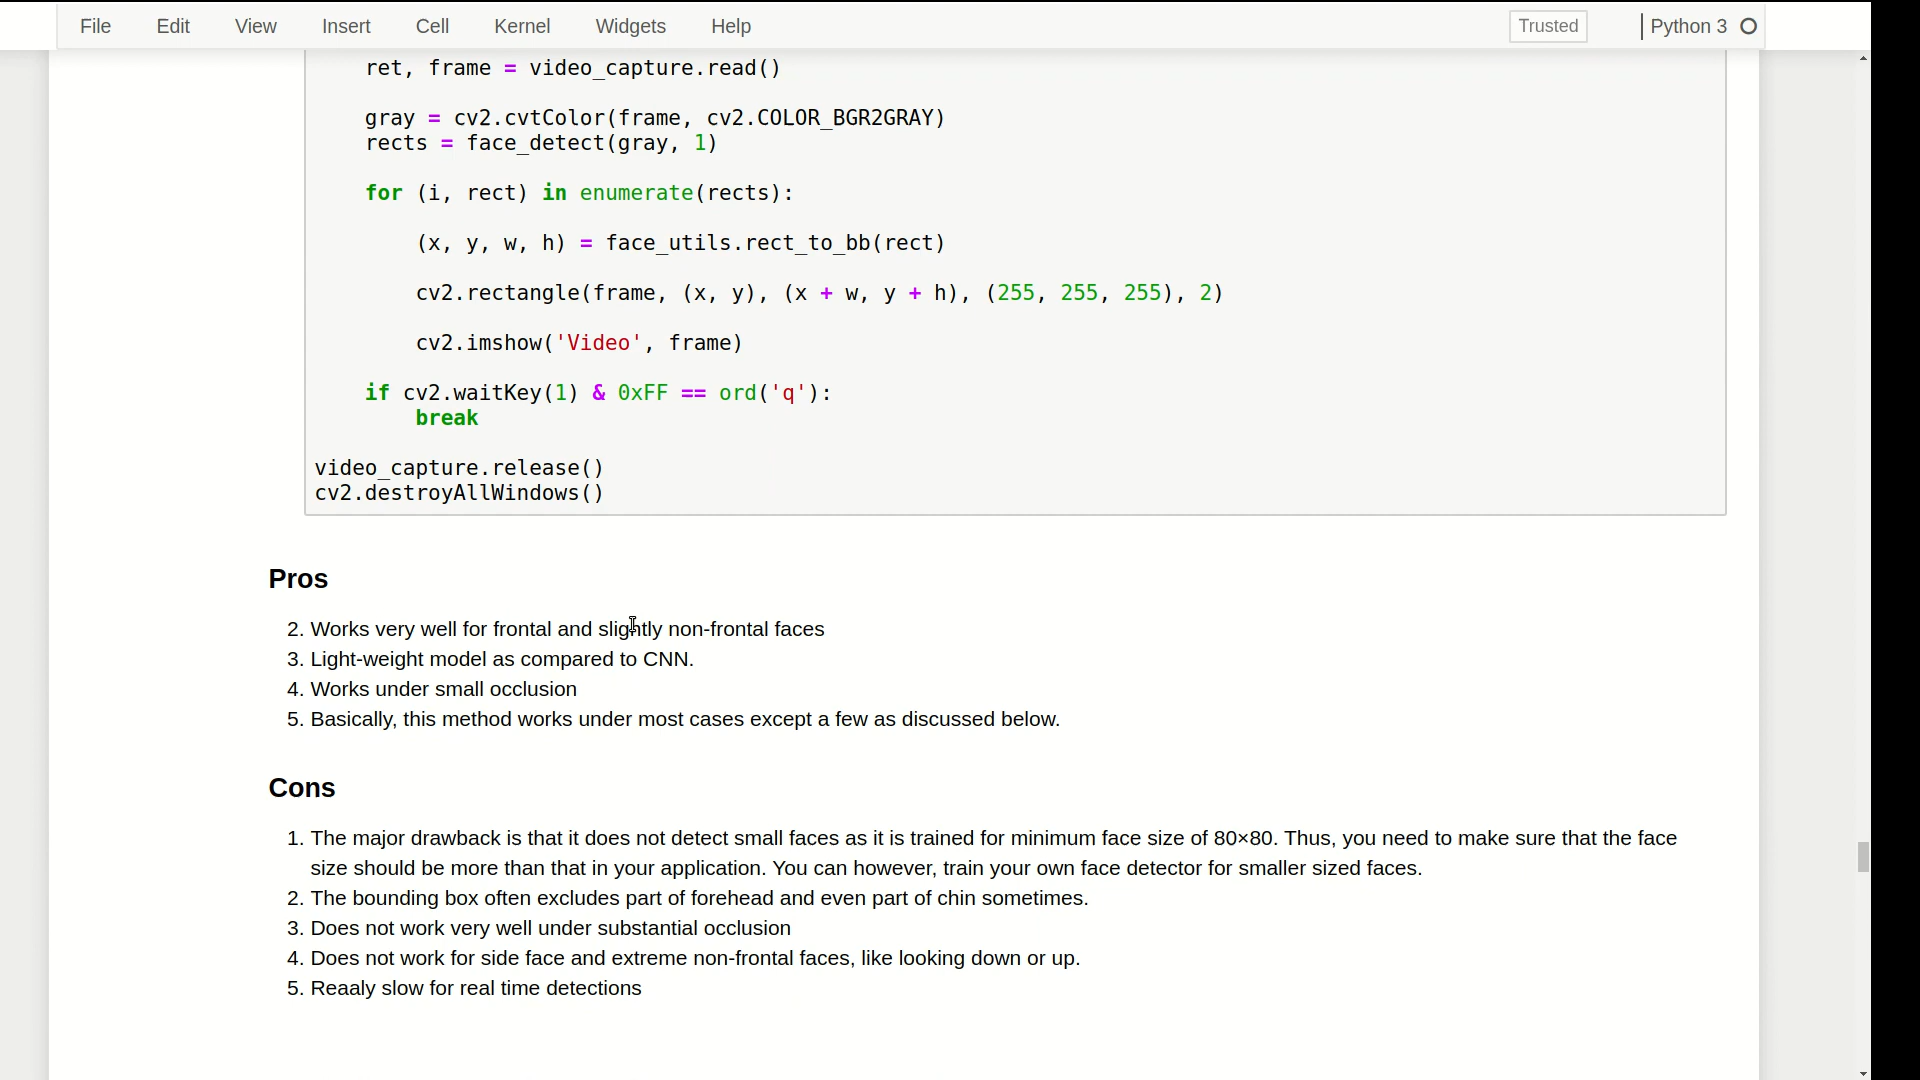 File Edit View Insert Cell Kernel Widgets Help Trusted Python 3
ret, frame = video_capture.read()
gray = cv2.cvtColor(frame, cv2.COLOR_BGR2GRAY)
rects = face_detect(gray, 1)
for (i, rect) in enumerate(rects):
(x, y, w, h) = face_utils.rect_to_bb(rect)
cv2.rectangle(frame, (x, y), (x + w, y + h), (255, 255, 255), 2)
cv2.imshow('Video', frame)
if cv2.waitKey(1) & 0xFF == ord('q'):
break
video_capture.release()
cv2.destroyAllWindows()
Pros
2. Works very well for frontal and slightly non-frontal faces
3. Light-weight model as compared to CNN.
4. Works under small occlusion
5. Basically, this method works under most cases except a few as discussed below.
Cons
1. The major drawback is that it does not detect small faces as it is trained for minimum face size of 80×80. Thus, you need to make sure that the face
size should be more than that in your application. You can however, train your own face detector for smaller sized faces.
2. The bounding box often excludes part of forehead and even part of chin sometimes.
3. Does not work very well under substantial occlusion
4. Does not work for side face and extreme non-frontal faces, like looking down or up.
5. Reaaly slow for real time detections